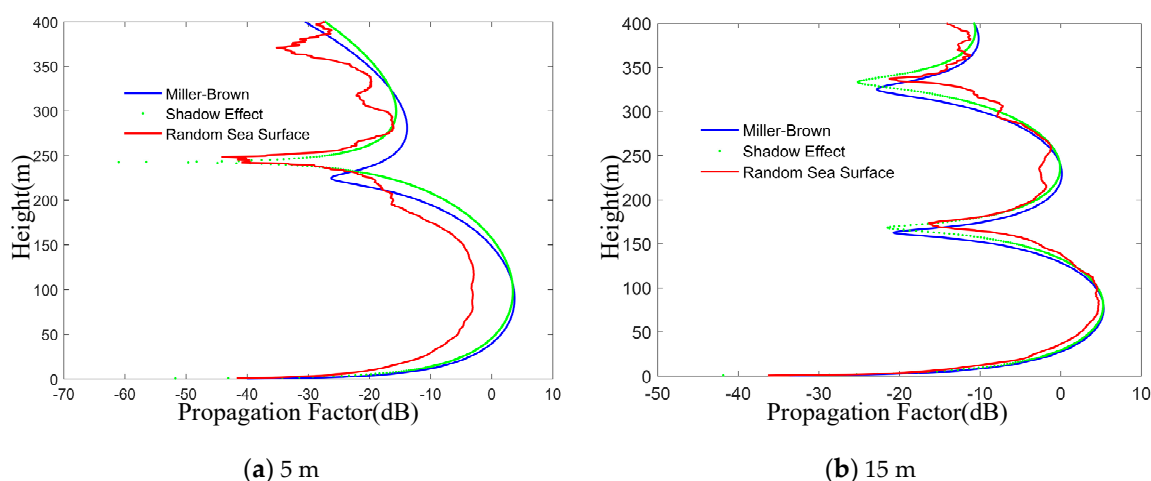 400
350
300
250
200
150
100
50
0
Height(m)
Miller-Brown
Shadow Effect
Random Sea Surface
-70 -60 -50 -40 -30 -20 -10 0 10
Propagation Factor(dB)
(a) 5 m
400
350
300
250
200
150
100
50
0
Height(m)
Miller-Brown
Shadow Effect
Random Sea Surface
-50 -40 -30 -20 -10 0 10
Propagation Factor(dB)
(b) 15 m